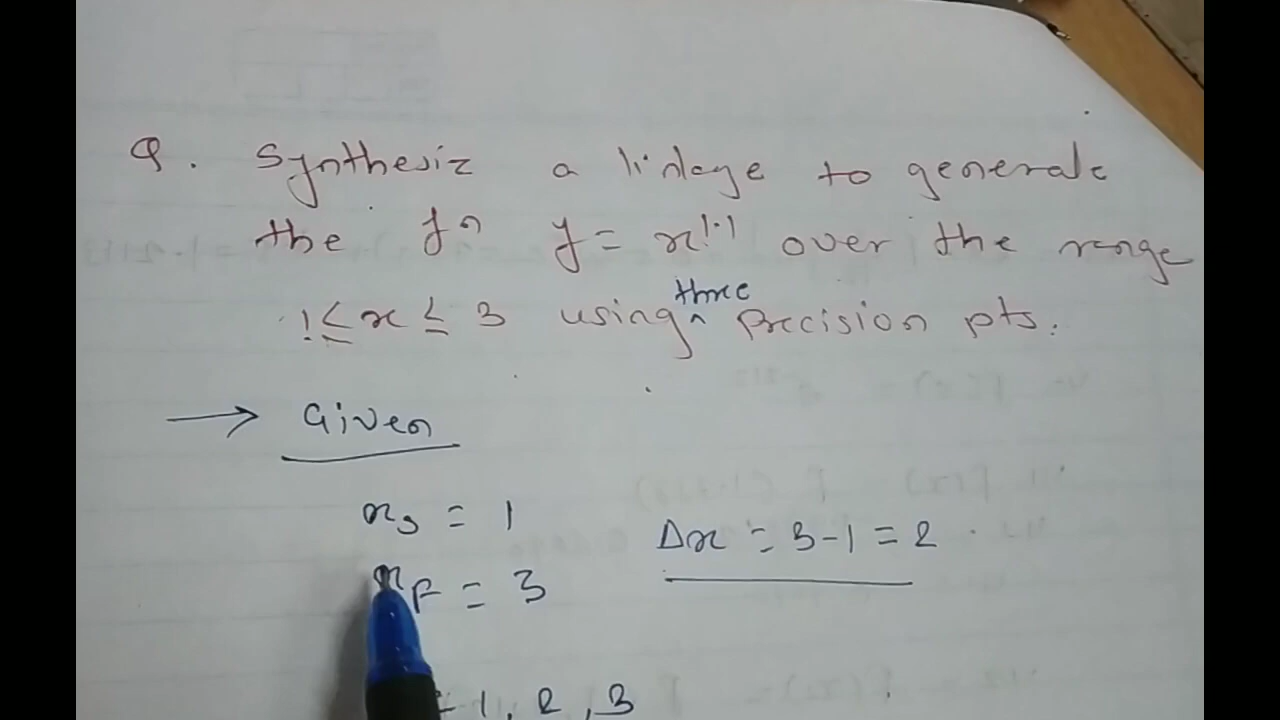 Q. Synthesiz a linkage to generate
the fn y = x^1.1 over the range
1 ≤ x ≤ 3 using ^ three precision pts.
→ Given
xs = 1
Δx = 3-1 = 2
xF = 3
= 1, 2, 3